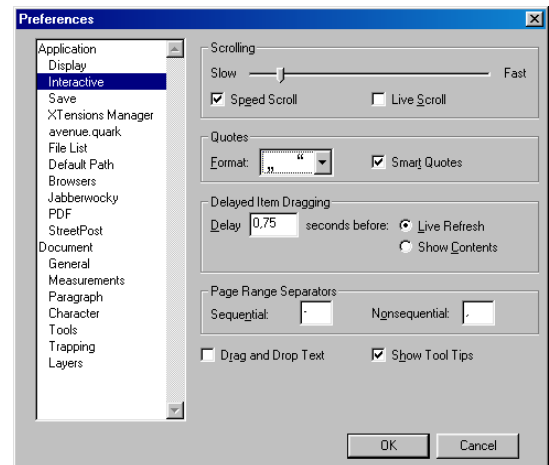 Preferences
Application
Display
Interactive
Save
XTensions Manager
avenue.quark
File List
Default Path
Browsers
Jabberwocky
PDF
StreetPost
Document
General
Measurements
Paragraph
Character
Tools
Trapping
Layers
Scrolling
Slow Fast
Speed Scroll Live Scroll
Quotes
Format: „ “ Smart Quotes
Delayed Item Dragging
Delay 0,75 seconds before: Live Refresh
Show Contents
Page Range Separators
Sequential: - Nonsequential: ,
Drag and Drop Text Show Tool Tips
OK Cancel